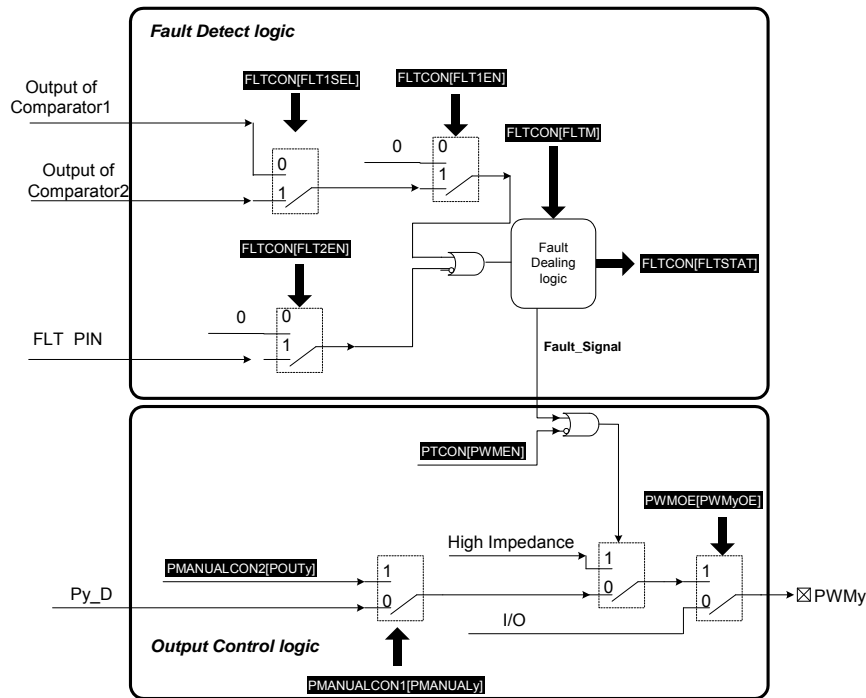 Fault Detect logic
FLTCON[FLT1SEL]
FLTCON[FLT1EN]
Output of
Comparator1
FLTCON[FLTM]
0
0
0
Output of
Comparator2
1
1
FLTCON[FLT2EN]
Fault
Dealing
logic
FLTCON[FLTSTAT]
0
0
FLT PIN
1
Fault_Signal
PTCON[PWMEN]
PWMOE[PWMyOE]
High Impedance
1
PMANUALCON2[POUTy]
1
1
Py_D
0
0
0
PWMy
I/O
Output Control logic
PMANUALCON1[PMANUALy]